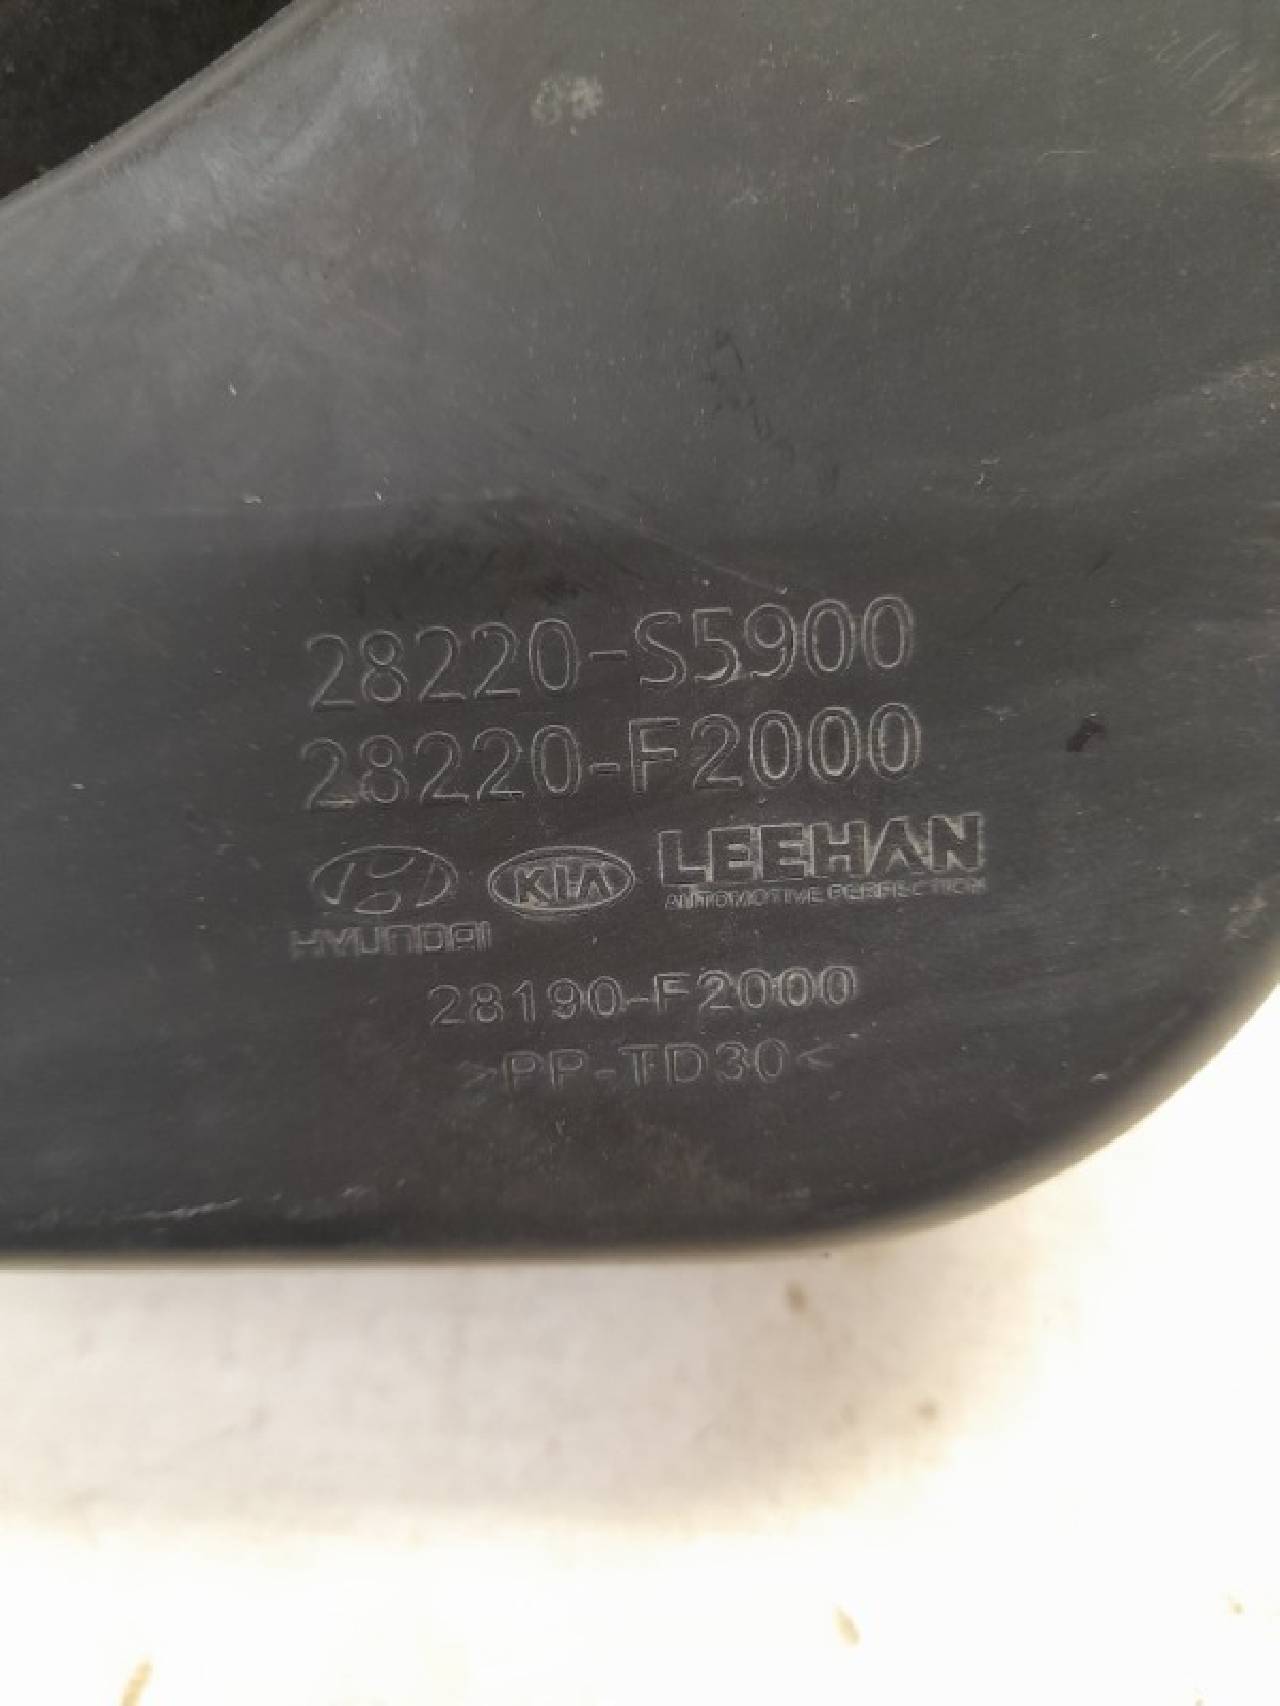 28220-S5900
28220-F2000
HYUNDAI
KIA
LEEHAN
AUTOMOTIVE PERFECTION
28190-F2000
>PP-TD30<